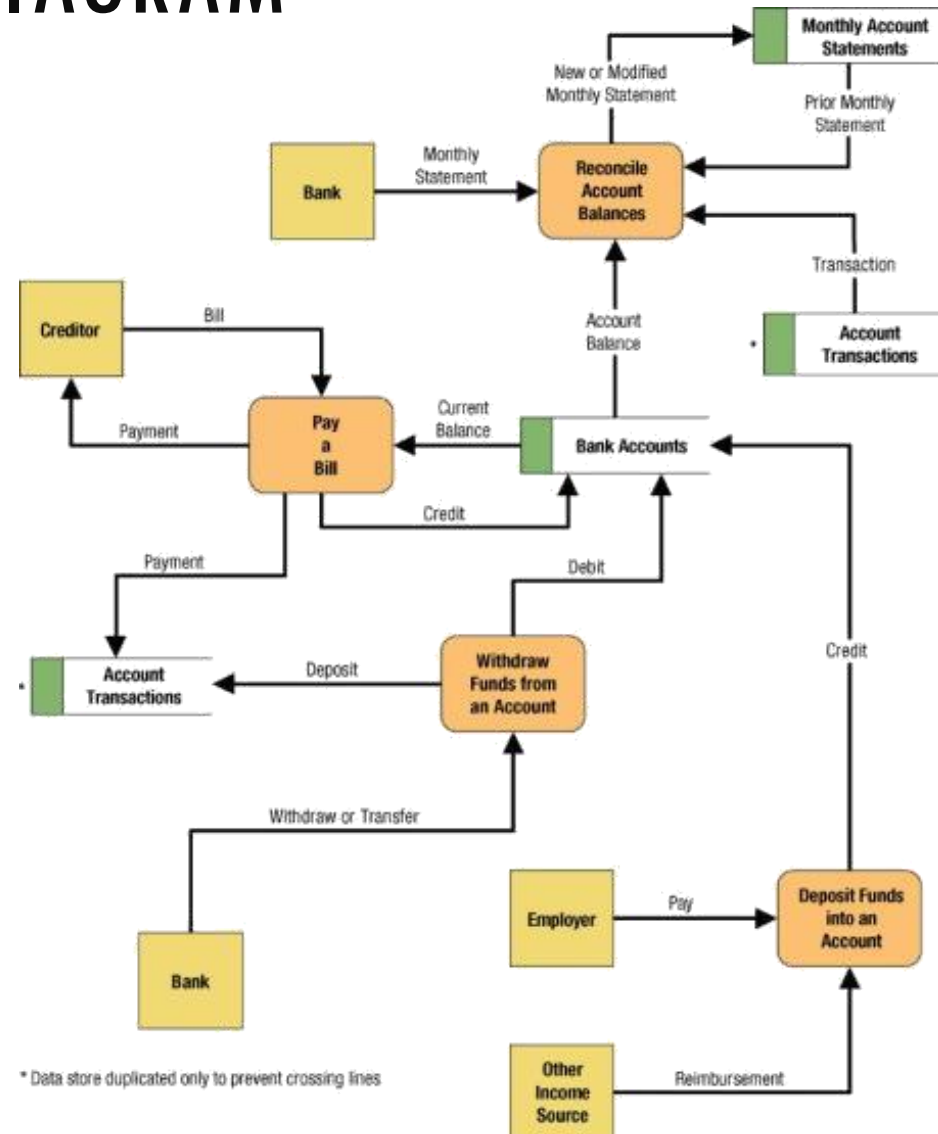 Monthly Account
Statements
New or Modified
Monthly Statement
Prior Monthly
Statement
Monthly
Statement
Bank
Reconcile
Account
Balances
Transaction
Creditor
Bill
Account
Balance
* Account
Transactions
Payment
Pay
a
Bill
Current
Balance
Bank Accounts
Credit
Payment
Debit
Credit
* Account
Transactions
Deposit
Withdraw
Funds from
an Account
Withdraw or Transfer
Employer
Pay
Deposit Funds
into an
Account
Bank
Other
Income
Source
Reimbursement
* Data store duplicated only to prevent crossing lines